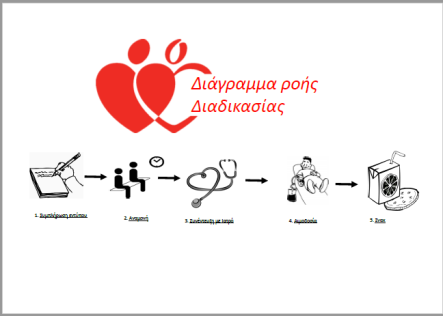 Διάγραμμα ροής
Διαδικασίας
1. Συμπλήρωση εντύπου
2. Αναμονή
3. Συνέντευξη με Ιατρό
4. Αιμοδοσία
5. Σνακ